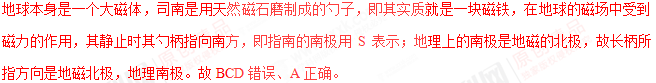 地球本身是一个大磁体，司南是用天然磁石磨制成的勺子，即其实质就是一块磁铁，在地球的磁场中受到
磁力的作用，其静止时其勺柄指向南方，即指南的南极用 S 表示；地理上的南极是地磁的北极，故长柄所
指方向是地磁北极，地理南极。故 BCD 错误、A 正确。